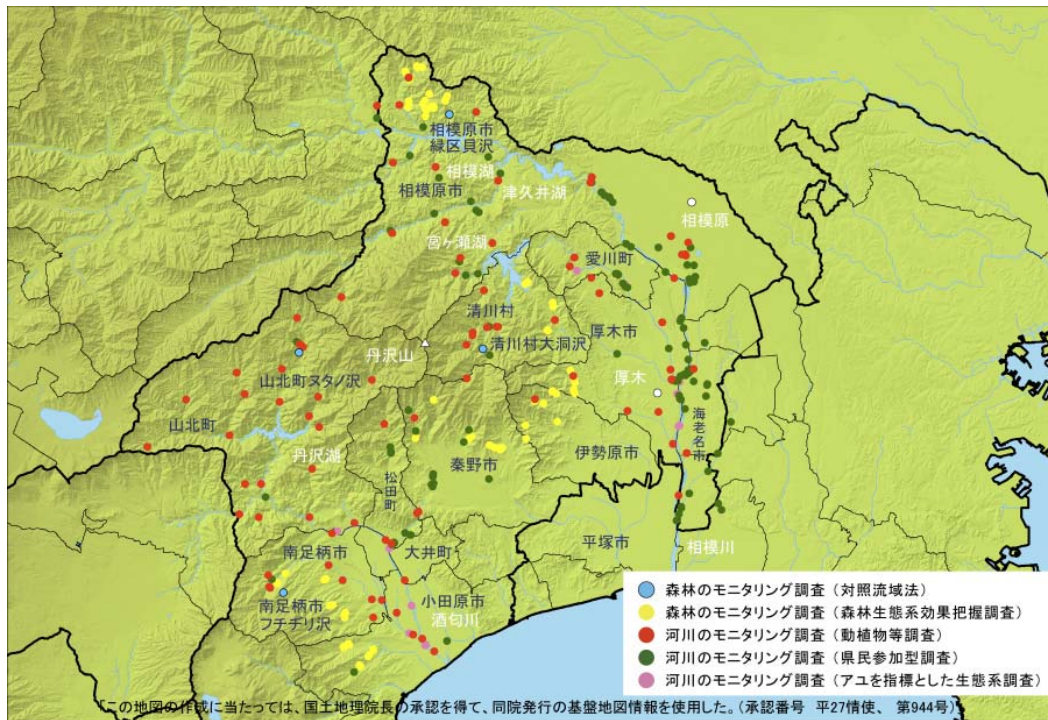 相模原市
緑区貝沢
相模湖
相模原市
津久井湖
相模原
宮ヶ瀬湖
愛川町
清川村
厚木市
丹沢山
清川村大洞沢
山北町ヌタノ沢
厚木
山北町
海老名市
丹沢湖
秦野市
伊勢原市
松田町
南足柄市
大井町
平塚市
相模川
南足柄市
フチヂリ沢
小田原市
酒匂川
森林のモニタリング調査（対照流域法）
森林のモニタリング調査（森林生態系効果把握調査）
河川のモニタリング調査（動植物等調査）
河川のモニタリング調査（県民参加型調査）
河川のモニタリング調査（アユを指標とした生態系調査）
「この地図の作成に当たっては、国土地理院長の承認を得て、同院発行の基盤地図情報を使用した。（承認番号　平27情使、　第944号）」